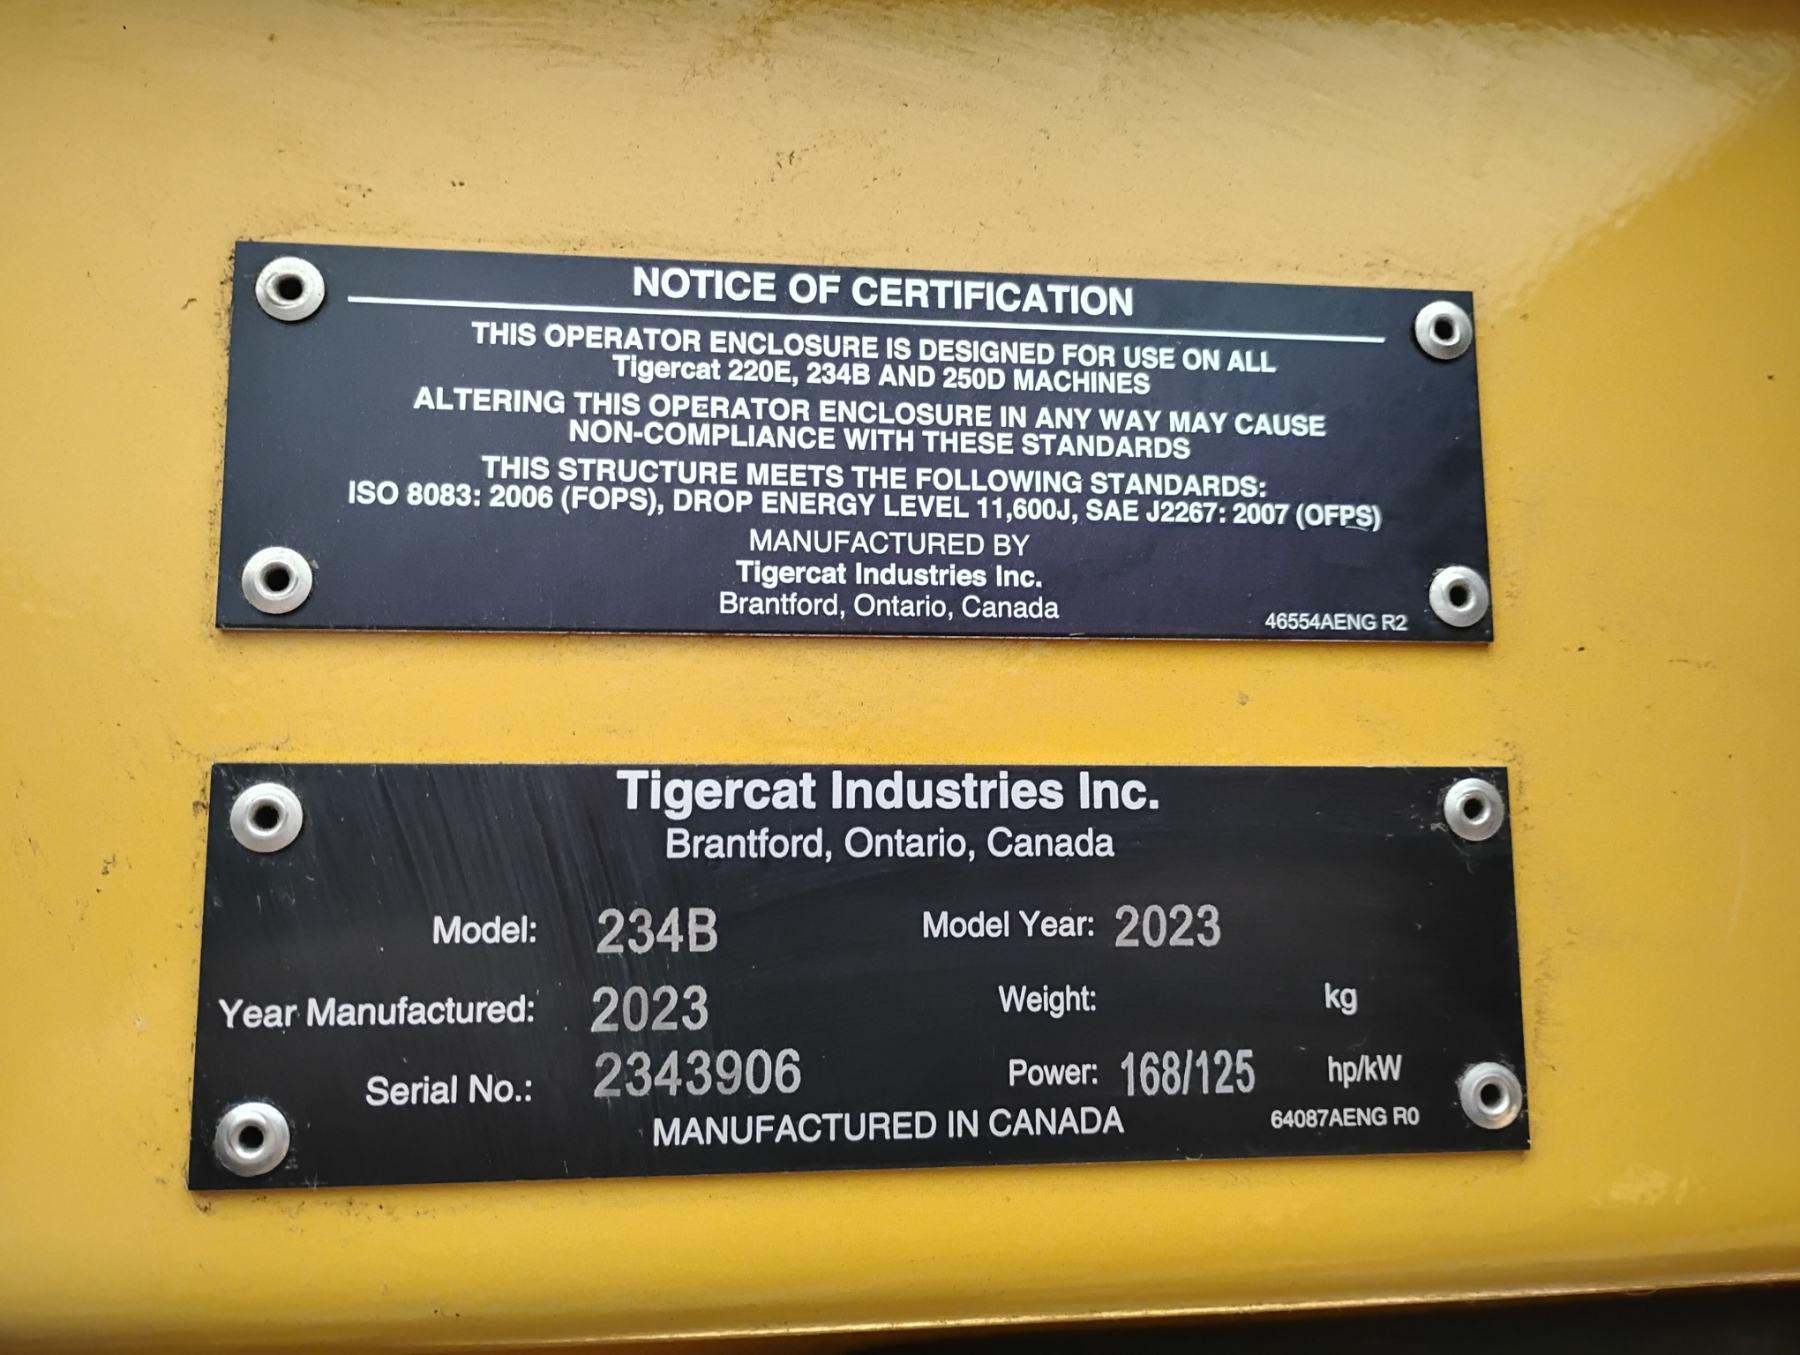 NOTICE OF CERTIFICATION
THIS OPERATOR ENCLOSURE IS DESIGNED FOR USE ON ALL
Tigercat 220E, 234B AND 250D MACHINES
ALTERING THIS OPERATOR ENCLOSURE IN ANY WAY MAY CAUSE
NON-COMPLIANCE WITH THESE STANDARDS
THIS STRUCTURE MEETS THE FOLLOWING STANDARDS:
ISO 8083: 2006 (FOPS), DROP ENERGY LEVEL 11,600J, SAE J2267: 2007 (OFPS)
MANUFACTURED BY
Tigercat Industries Inc.
Brantford, Ontario, Canada
46554AENG R2
Tigercat Industries Inc.
Brantford, Ontario, Canada
Model: 234B Model Year: 2023
Year Manufactured: 2023 Weight: kg
Serial No.: 2343906 Power: 168/125 hp/kW
MANUFACTURED IN CANADA 64087AENG R0